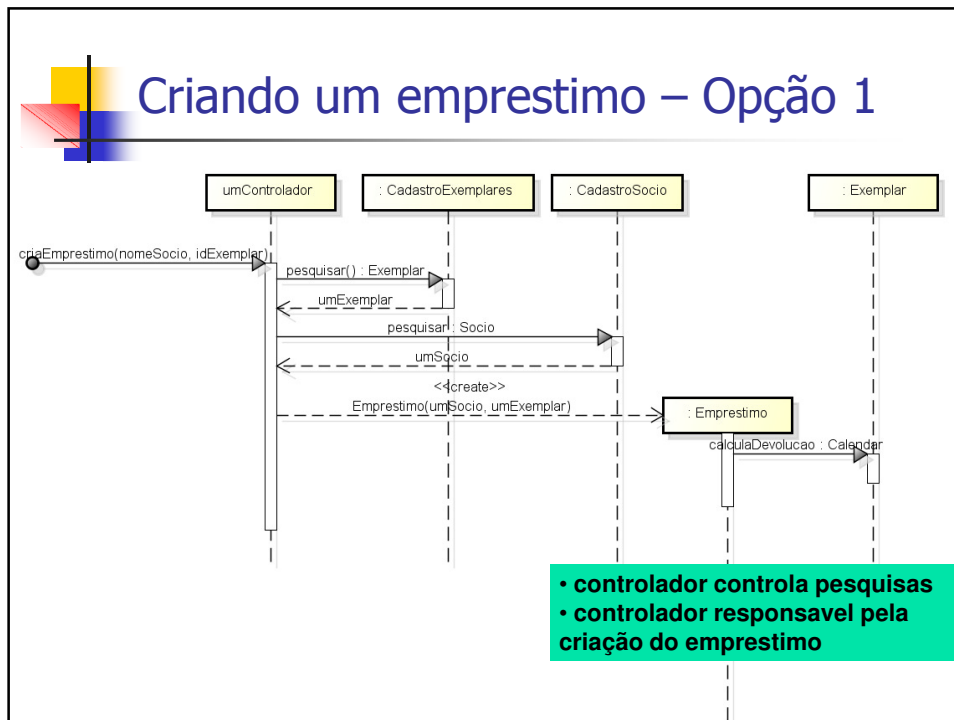 Criando um emprestimo – Opção 1
umControlador
: CadastroExemplares
: CadastroSocio
: Exemplar
criaEmprestimo(nomeSocio, idExemplar)
pesquisar() : Exemplar
umExemplar
pesquisar : Socio
umSocio
<<create>>
Emprestimo(umSocio, umExemplar)
: Emprestimo
calculaDevolucao : Calendar
• controlador controla pesquisas
• controlador responsavel pela
criação do emprestimo